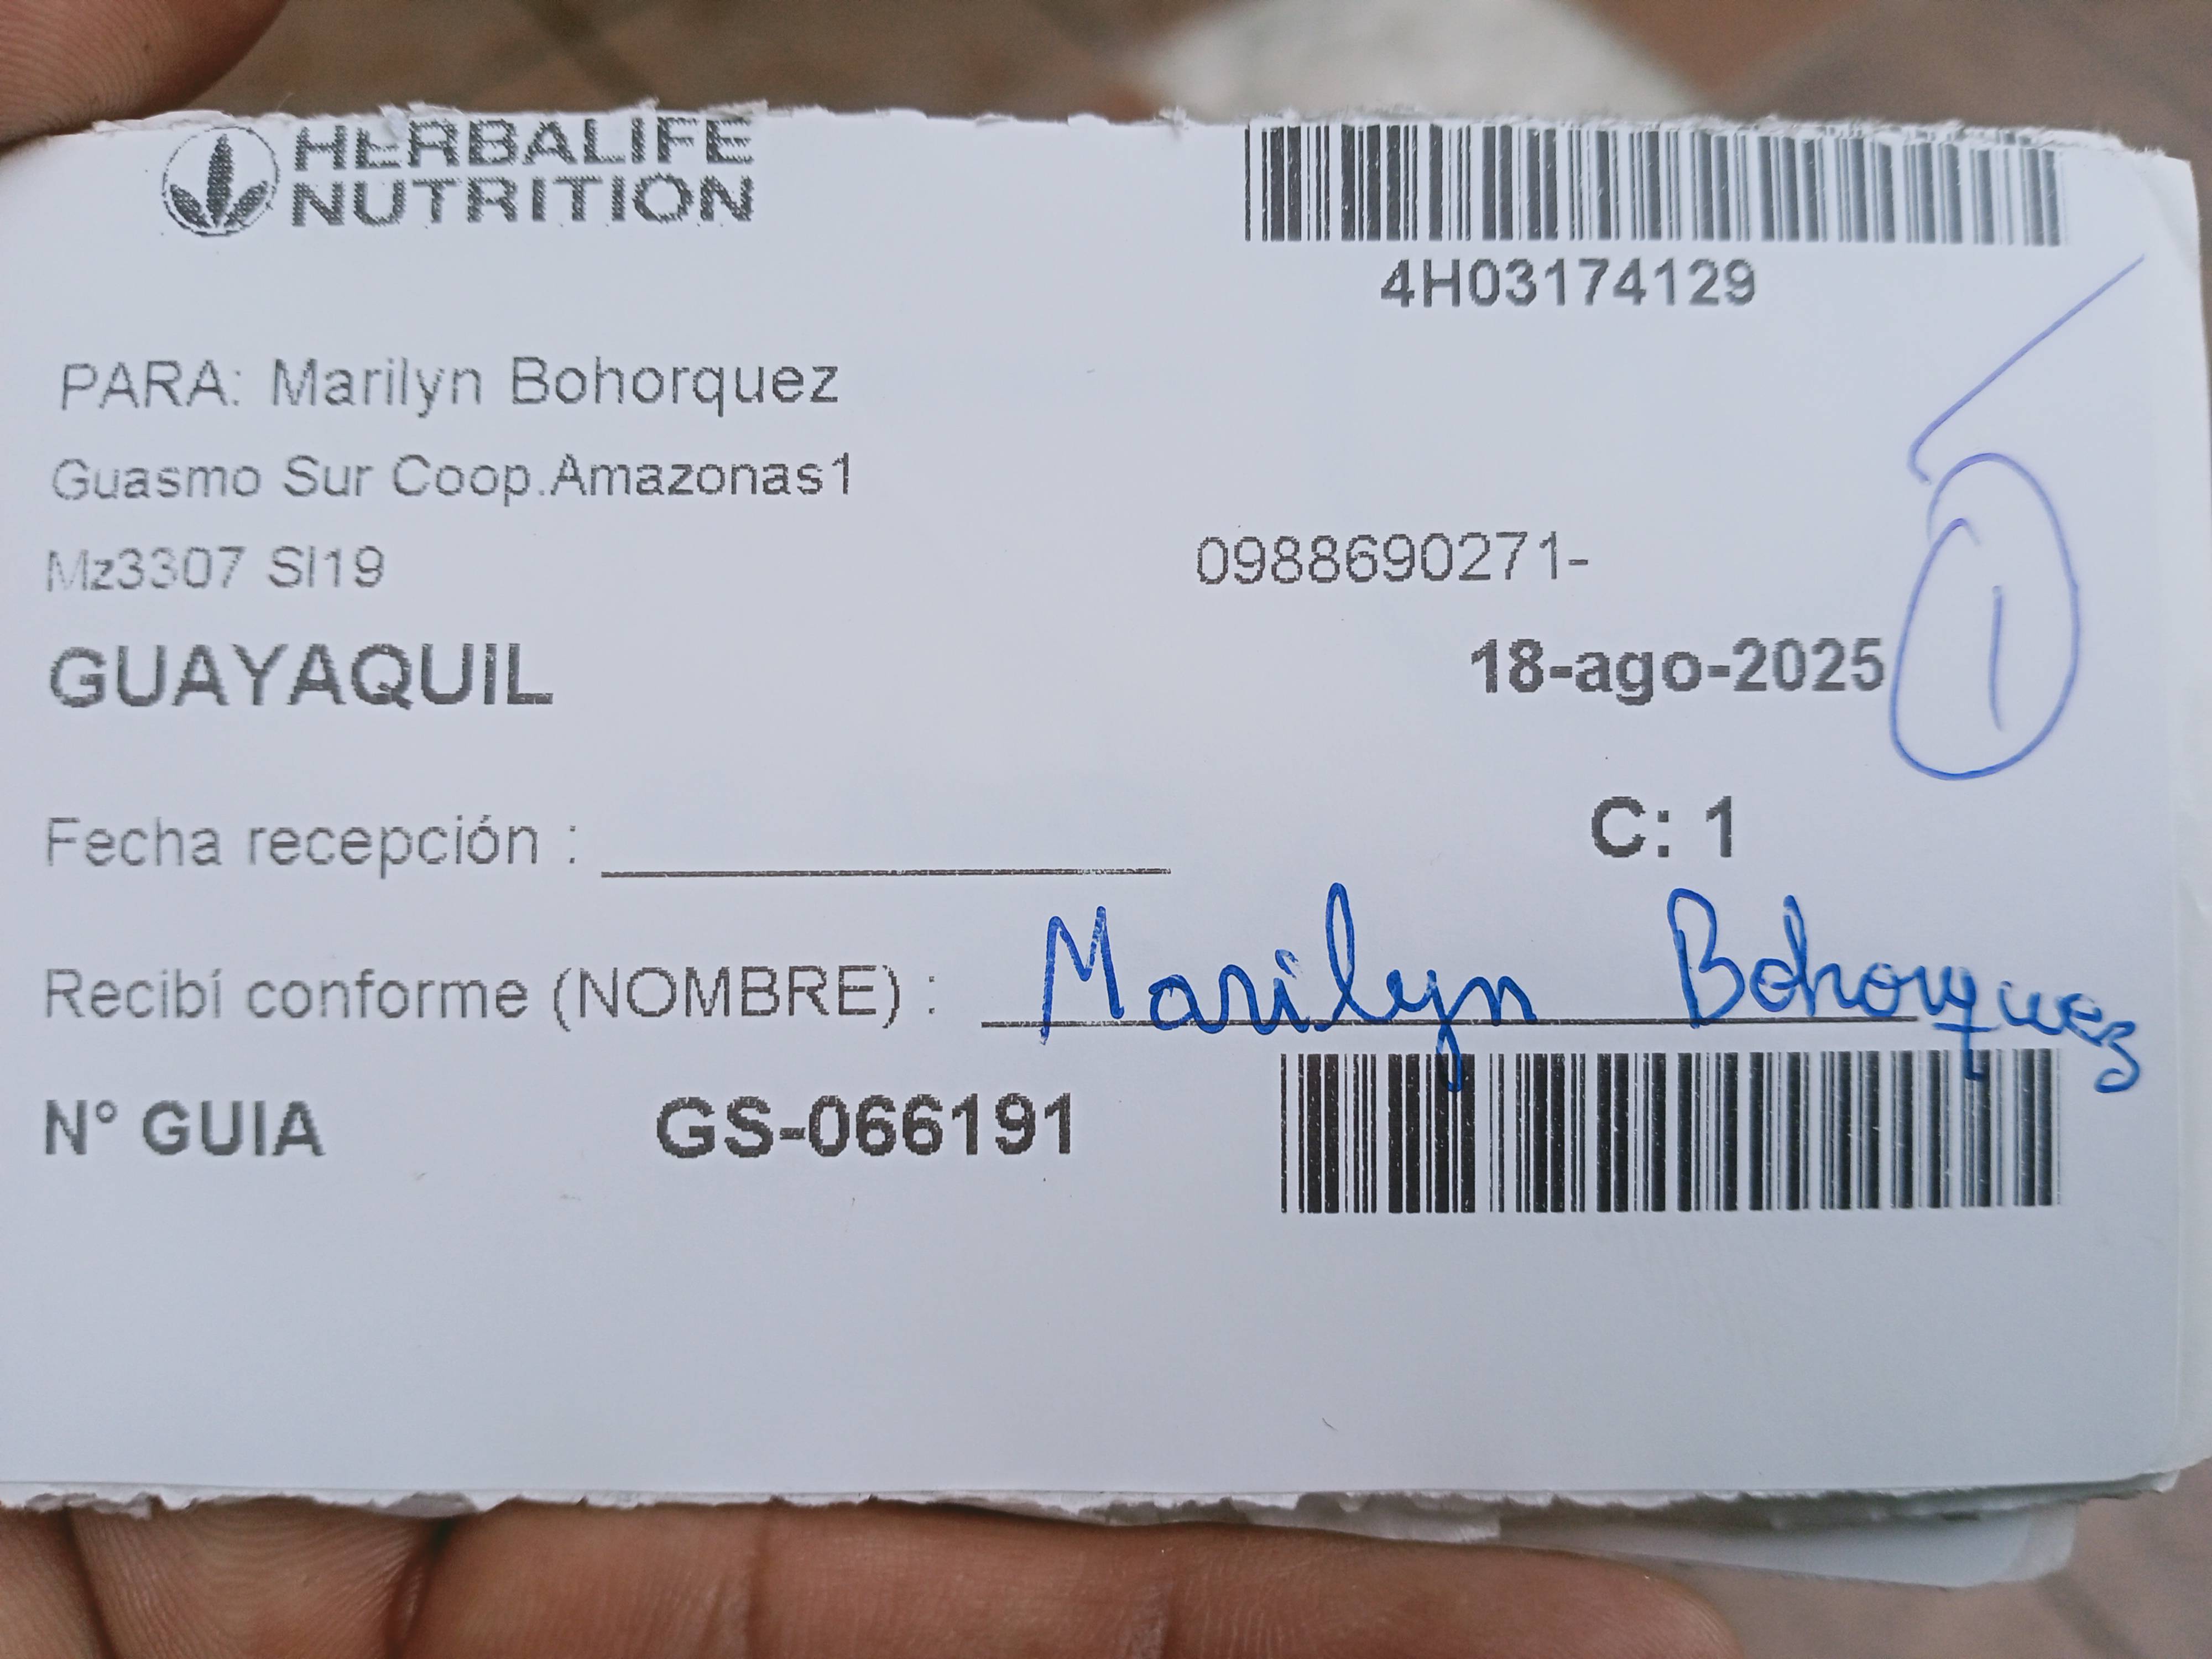 HERBALIFE
NUTRITION
4H03174129
PARA: Marilyn Bohorquez
Guasmo Sur Coop.Amazonas1
Mz3307 Sl19
0988690271-
GUAYAQUIL
18-ago-2025
1
C: 1
Fecha recepción :
Recibí conforme (NOMBRE) : Marilyn Bohorquez
N° GUIA GS-066191